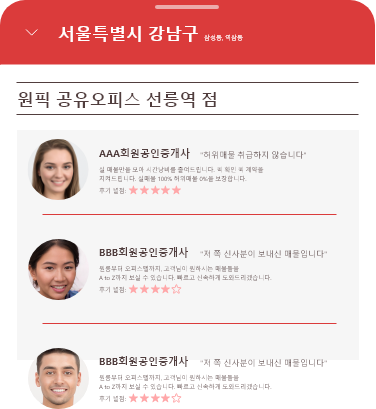 서울특별시 강남구 삼성동, 역삼동
원픽 공유오피스 선릉역 점
AAA회원공인중개사 "허위매물 취급하지 않습니다"
실 매물만을 모아 시간낭비를 줄여드립니다. 꼭 확인 후 계약을
지켜드립니다. 실매물 100% 허위매물 0%을 보장합니다.
후기 별점: ★★★★★
BBB회원공인중개사 "저 쪽 신사분이 보내신 매물입니다"
원룸부터 오피스텔까지, 고객님이 원하시는 매물들을
A to Z까지 보실 수 있습니다. 빠르고 신속하게 도와드리겠습니다.
후기 별점: ★★★★☆
BBB회원공인중개사 "저 쪽 신사분이 보내신 매물입니다"
원룸부터 오피스텔까지, 고객님이 원하시는 매물들을
A to Z까지 보실 수 있습니다. 빠르고 신속하게 도와드리겠습니다.
후기 별점: ★★★★☆